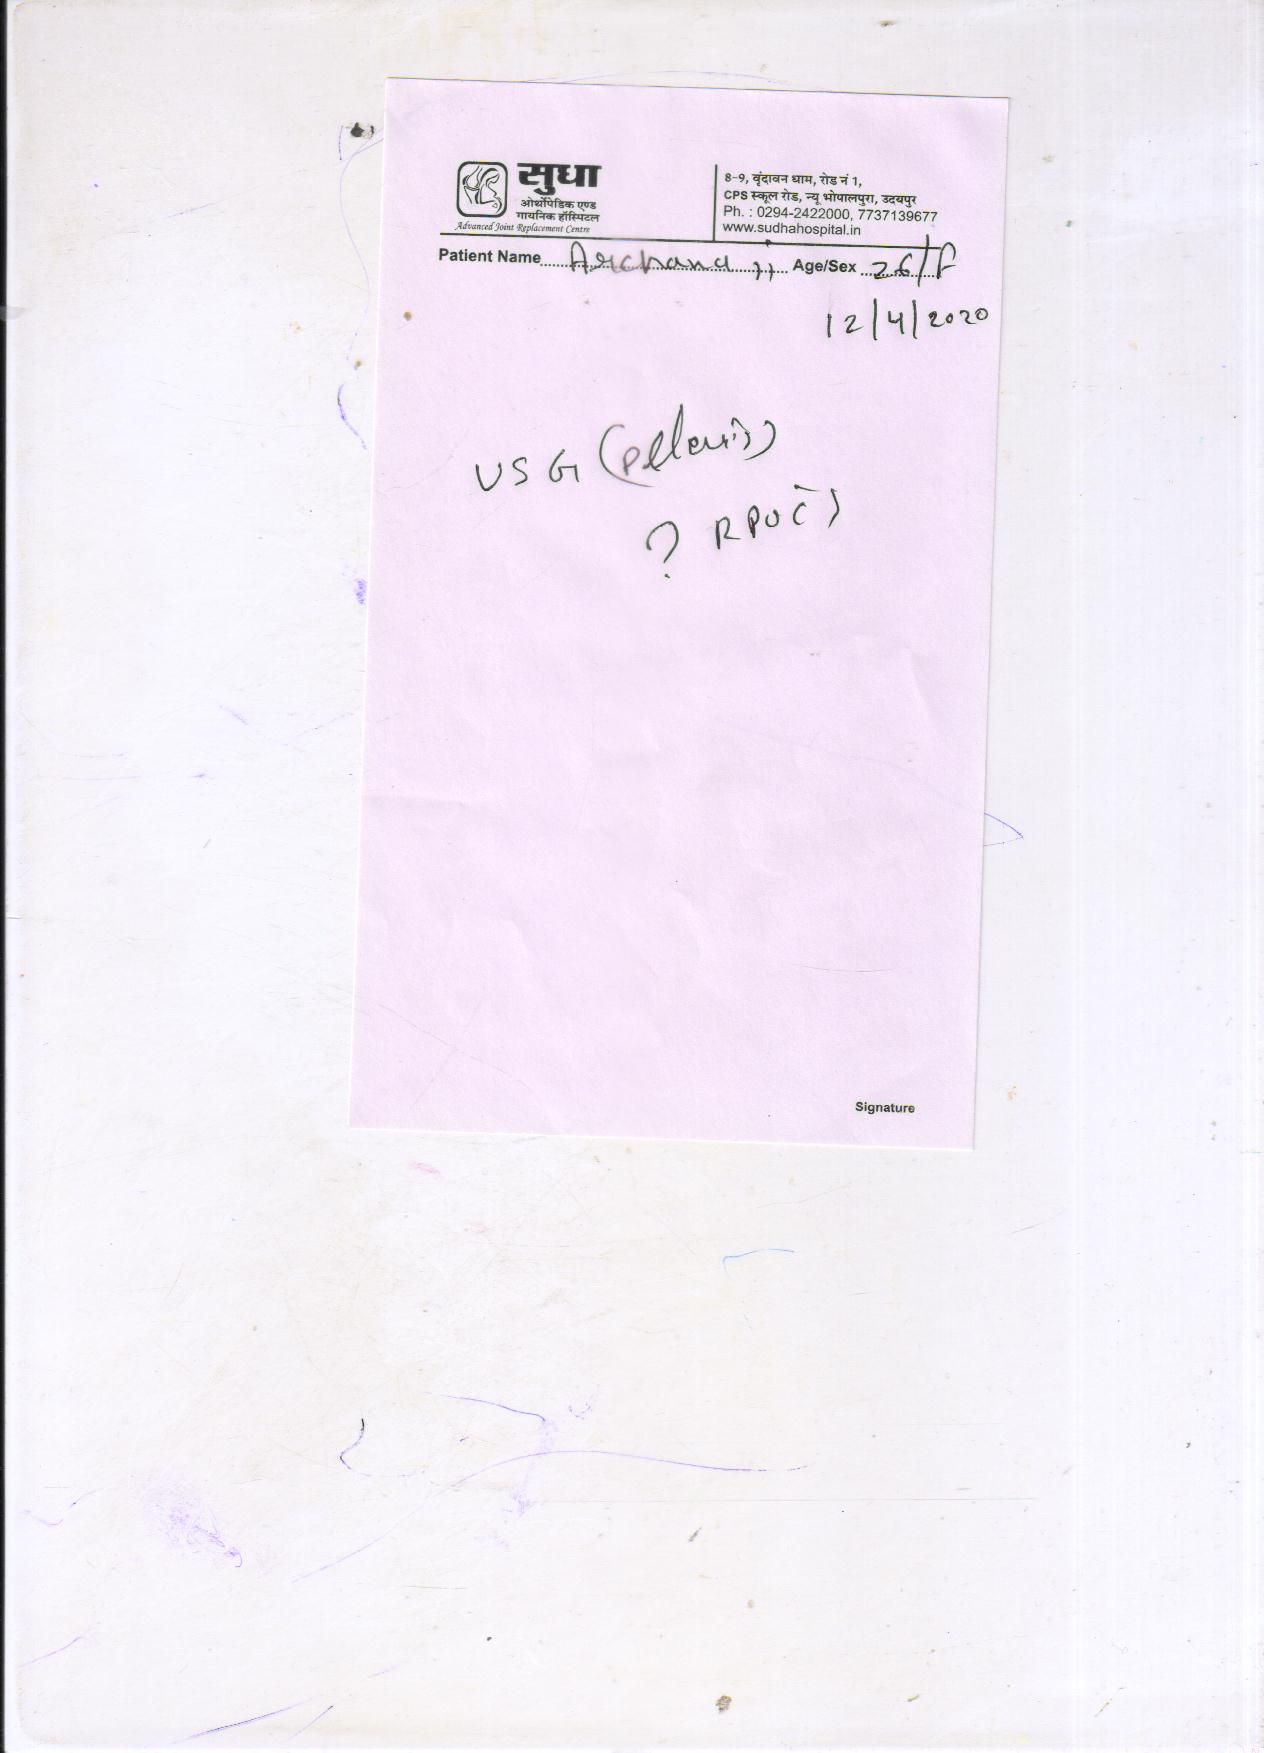 सुधा
ओर्थोपेडिक एण्ड
गायनिक हॉस्पिटल
Advanced Joint Replacement Centre
8-9, वृंदावन धाम, रोड नं 1,
CPS स्कूल रोड, न्यू भोपालपुरा, उदयपुर
Ph. : 0294-2422000, 7737139677
www.sudhahospital.in
Patient Name Archana ji Age/Sex 26/F
12/4/2020
USG (Pelvis)
? RPOC
Signature